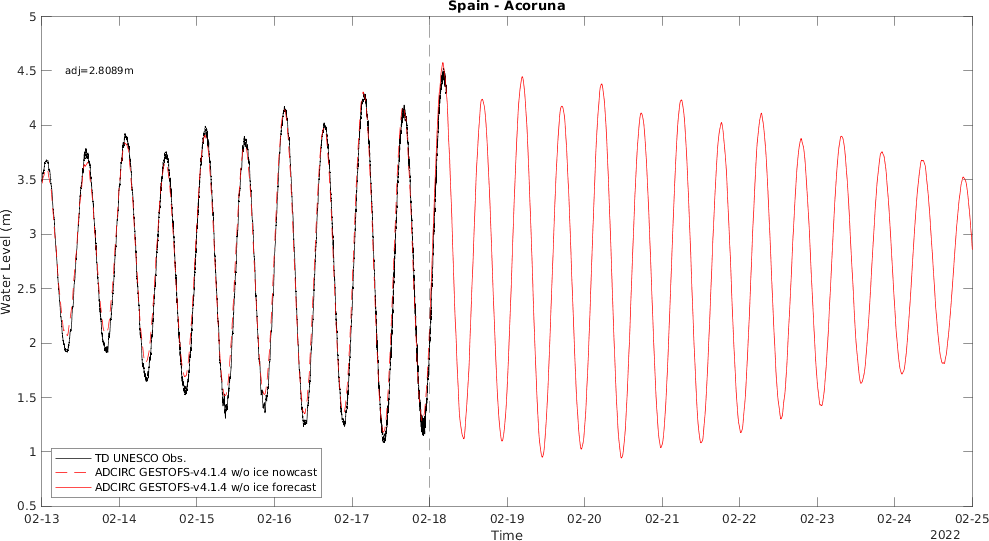 Spain - Acoruna
adj=2.8089m
Water Level (m)
5
4.5
4
3.5
3
2.5
2
1.5
1
0.5
TD UNESCO Obs.
ADCIRC GESTOFS-v4.1.4 w/o ice nowcast
ADCIRC GESTOFS-v4.1.4 w/o ice forecast
02-13 02-14 02-15 02-16 02-17 02-18 02-19 02-20 02-21 02-22 02-23 02-24 02-25
Time
2022